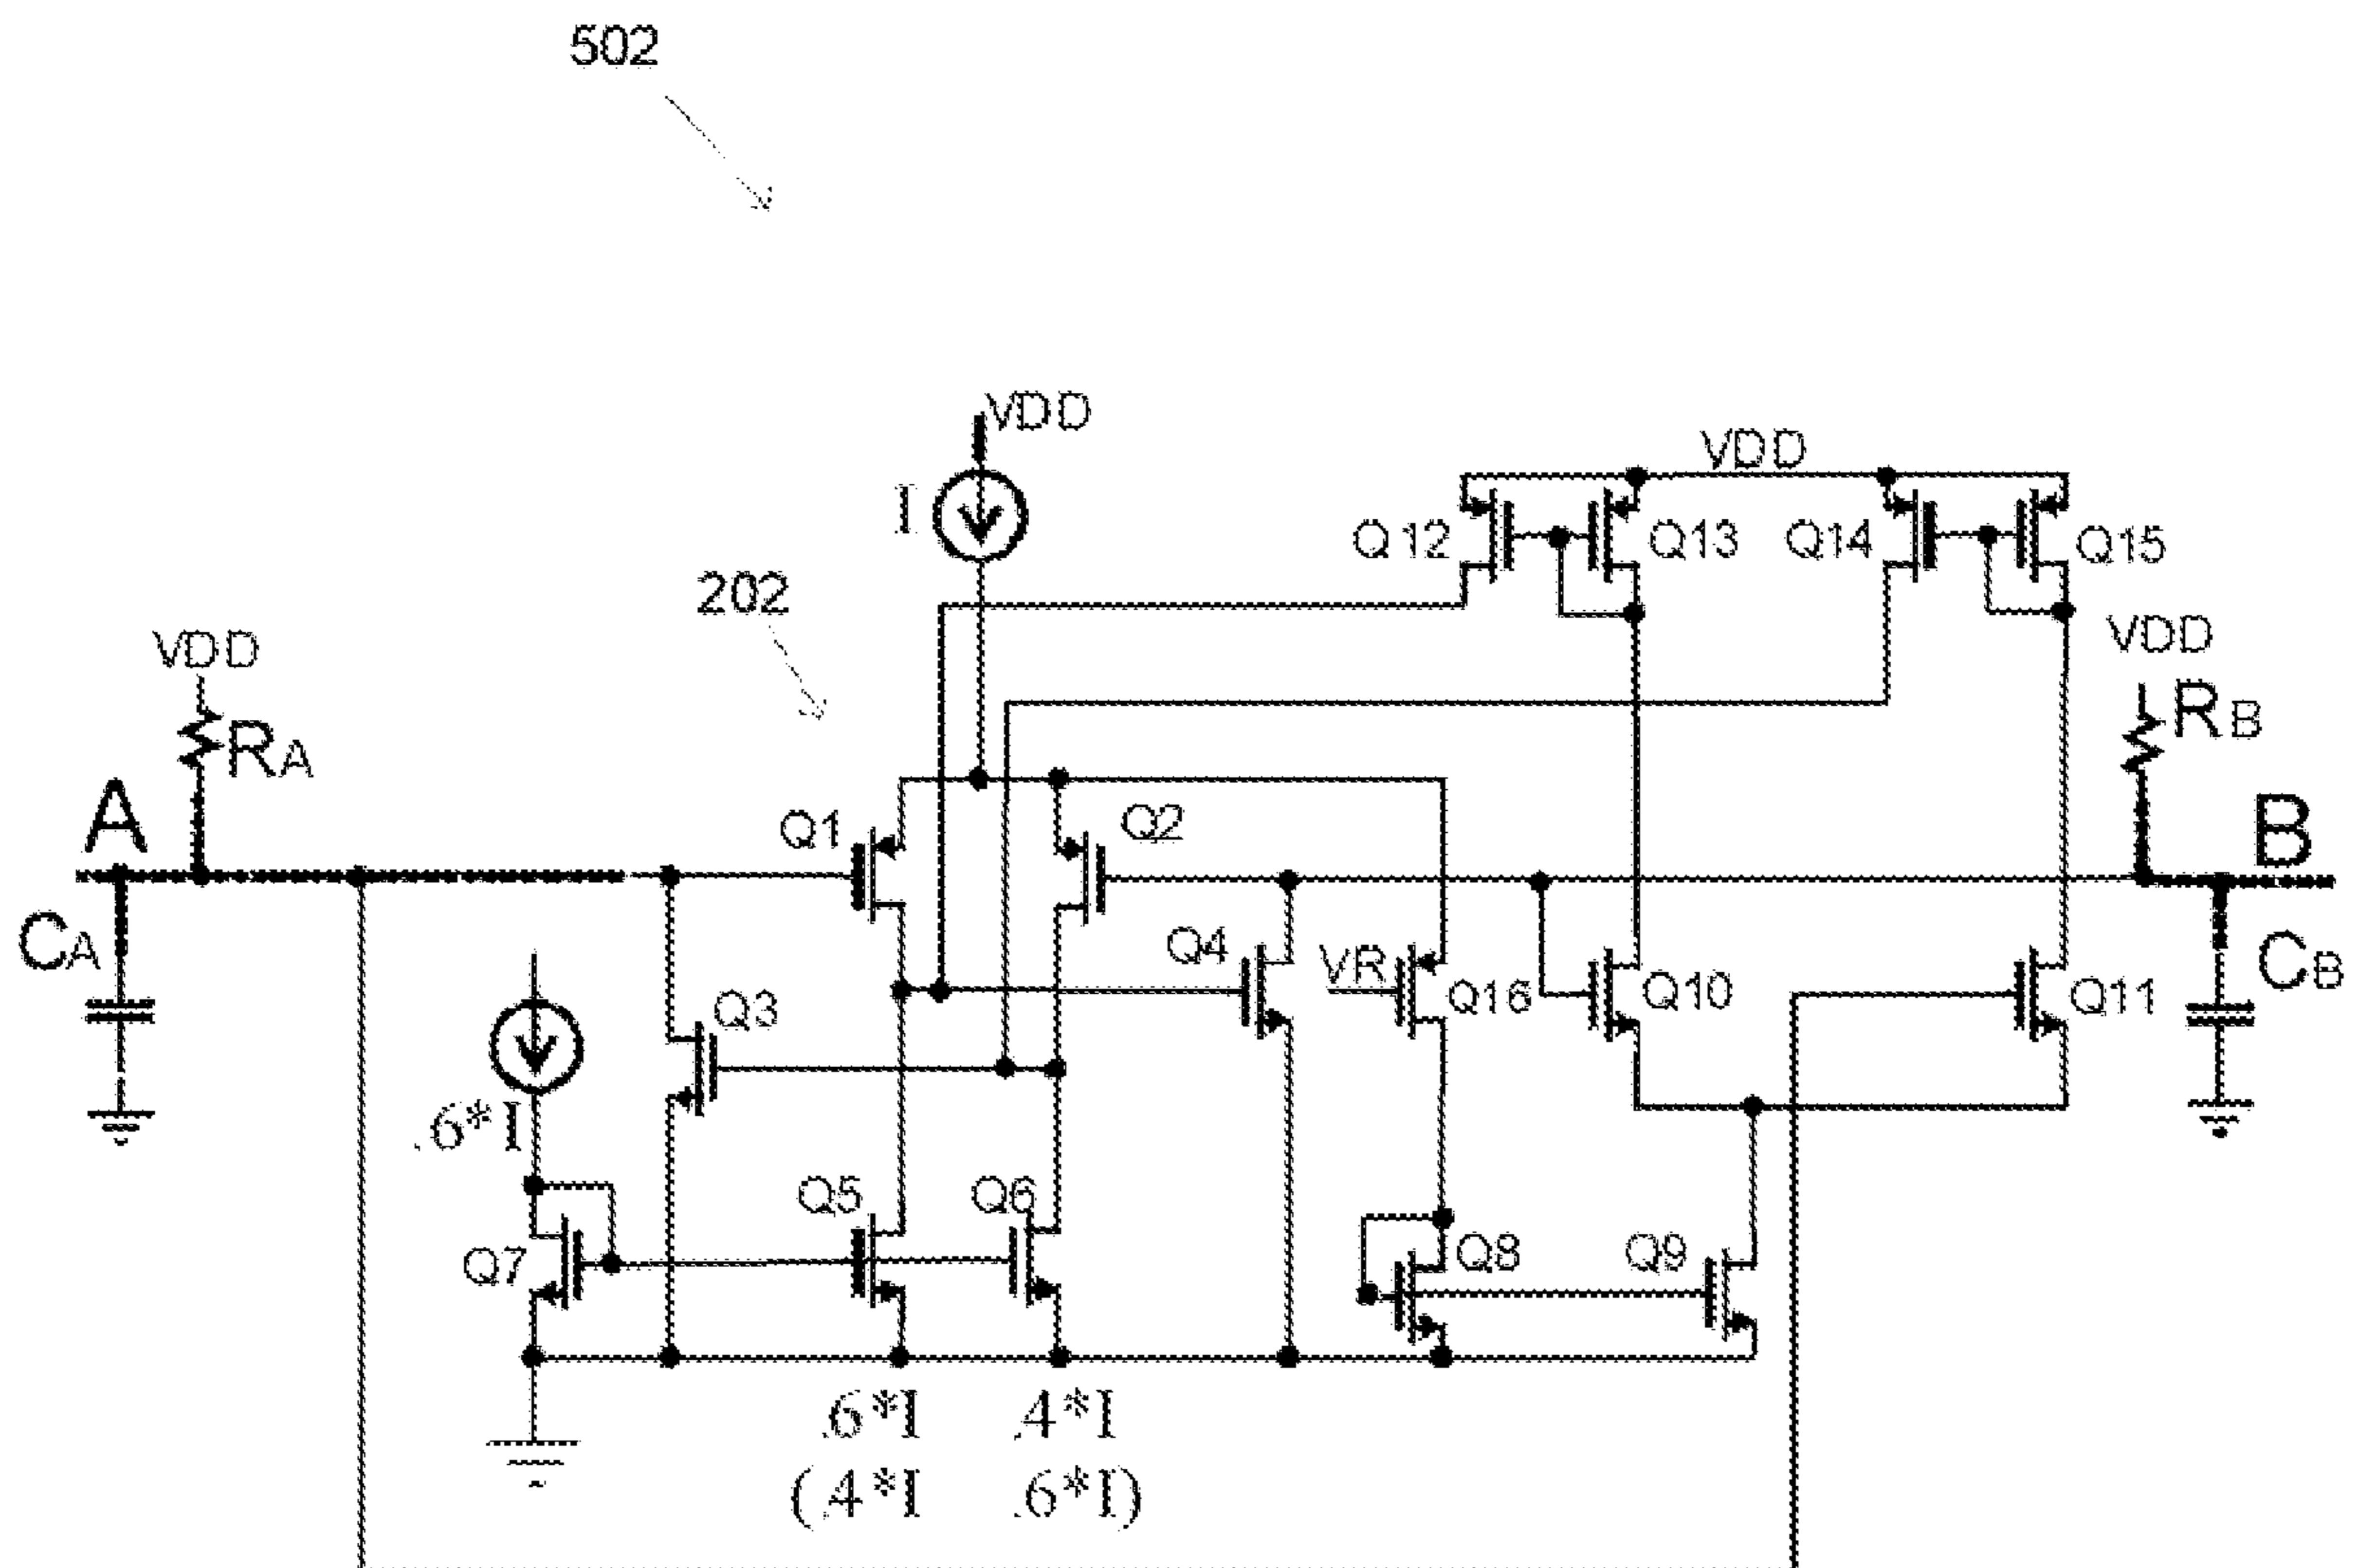 502
VDD
I
VDD
Q12
Q13
Q14
Q15
202
VDD
RA
VDD
RB
A
Q1
Q2
B
CA
Q4
VR
Q16
Q10
Q11
CB
Q3
.6*I
Q5
Q6
Q7
Q8
Q9
.6*I .4*I
(.4*I .6*I)